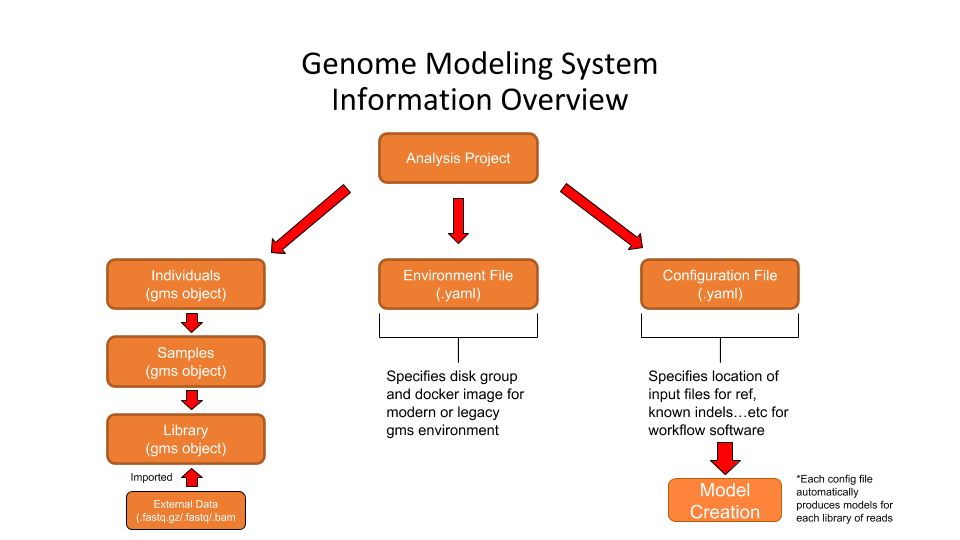 Genome Modeling System
Information Overview
Analysis Project
Individuals
(gms object)
Samples
(gms object)
Library
(gms object)
Imported
External Data
(.fastq.gz/.fastq/.bam
Environment File
(.yaml)
Specifies disk group
and docker image for
modern or legacy
gms environment
Configuration File
(.yaml)
Specifies location of
input files for ref,
known indels…etc for
workflow software
Model
Creation
*Each config file
automatically
produces models for
each library of reads